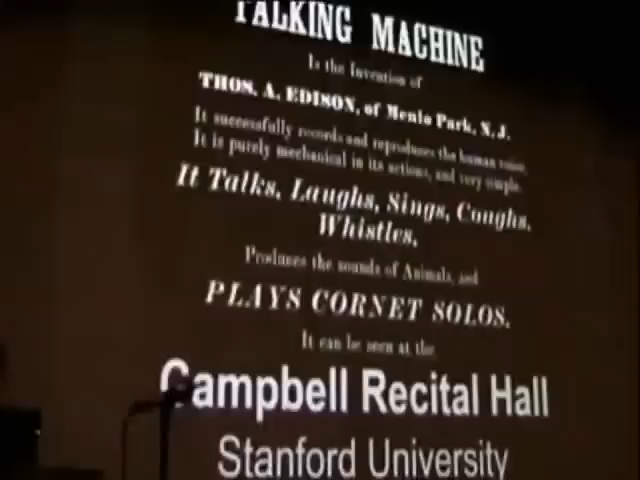 TALKING MACHINE
Is the Invention of
THOS. A. EDISON, of Menlo Park, N.J.
It successfully records and reproduces the human voice.
It is purely mechanical in its actions, and very simple.
It Talks, Laughs, Sings, Coughs,
Whistles,
Produces the sounds of Animals, and
PLAYS CORNET SOLOS.
It can be seen at the
Campbell Recital Hall
Stanford University